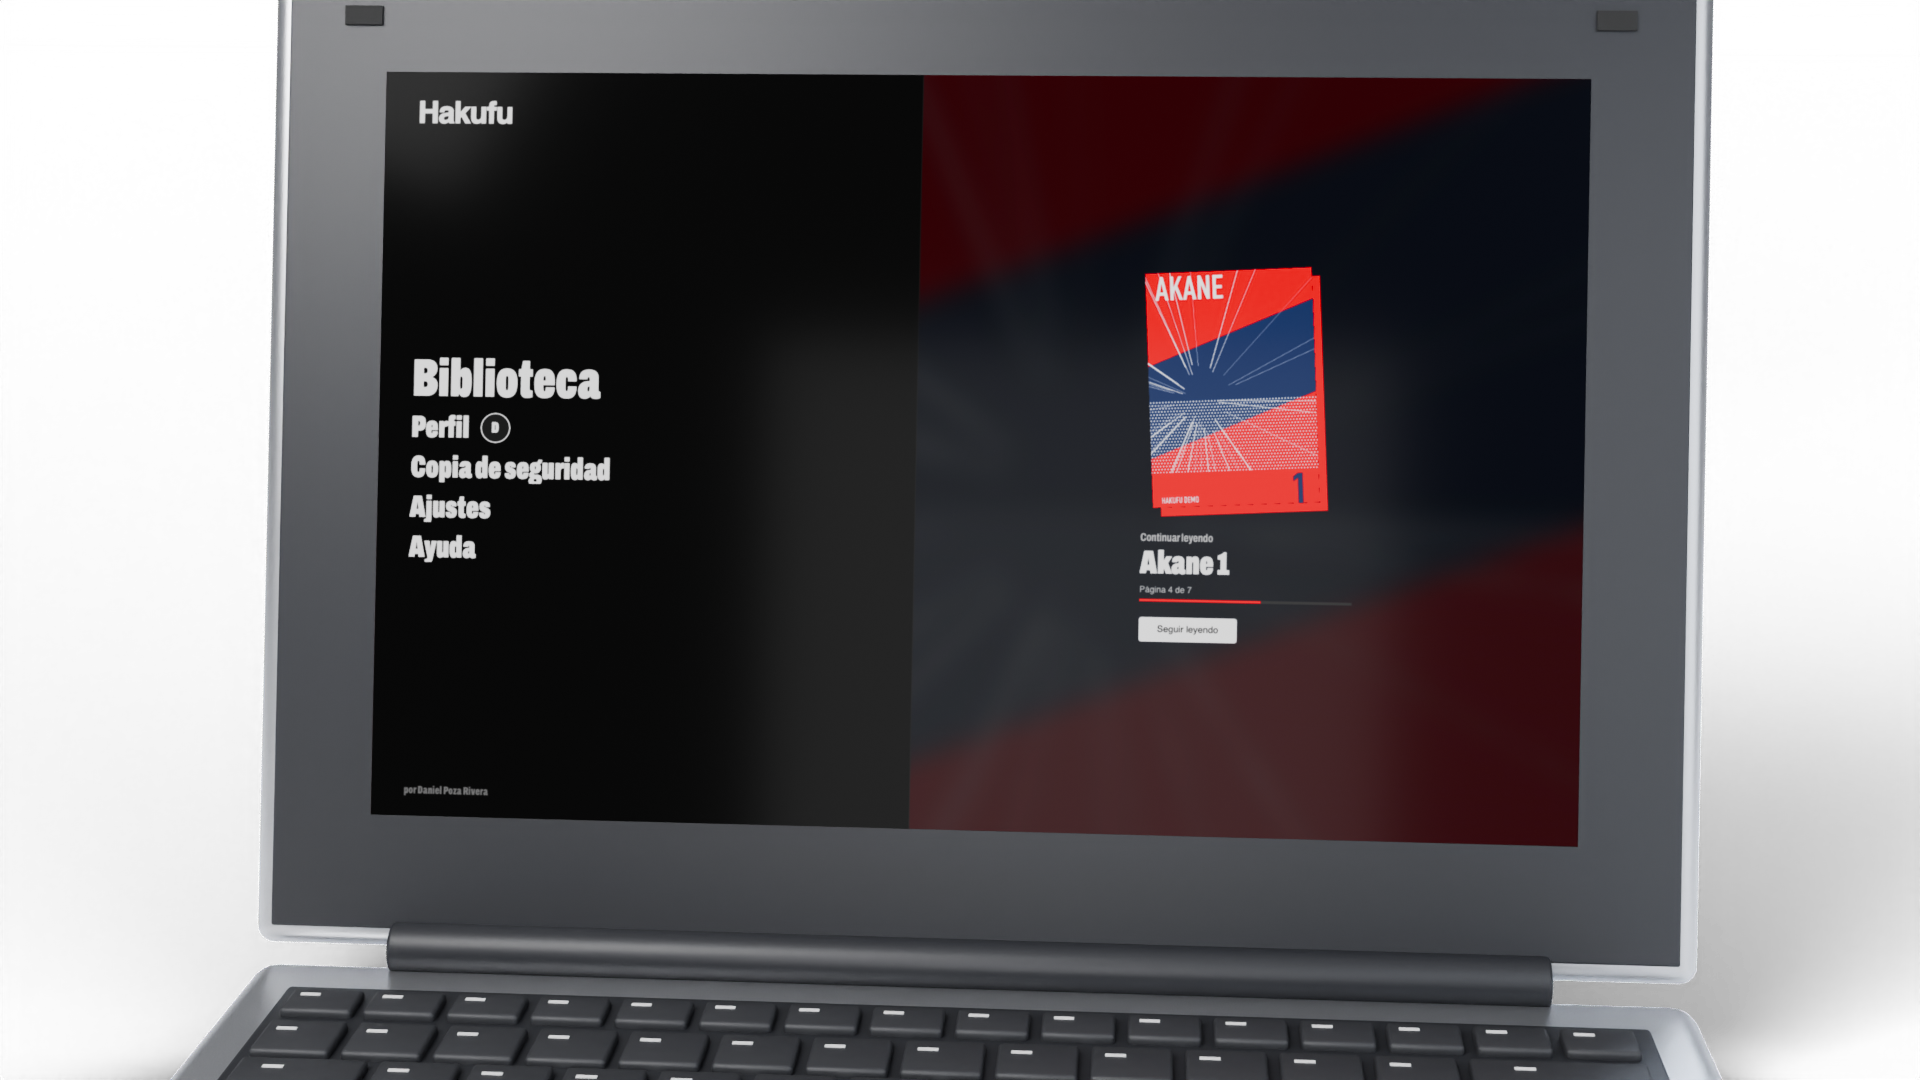 Hakufu
Biblioteca
Perfil D
Copia de seguridad
Ajustes
Ayuda
por Daniel Poza Rivera
AKANE
HAKUFU DEMO
1
Continuar leyendo
Akane 1
Página 4 de 7
Seguir leyendo